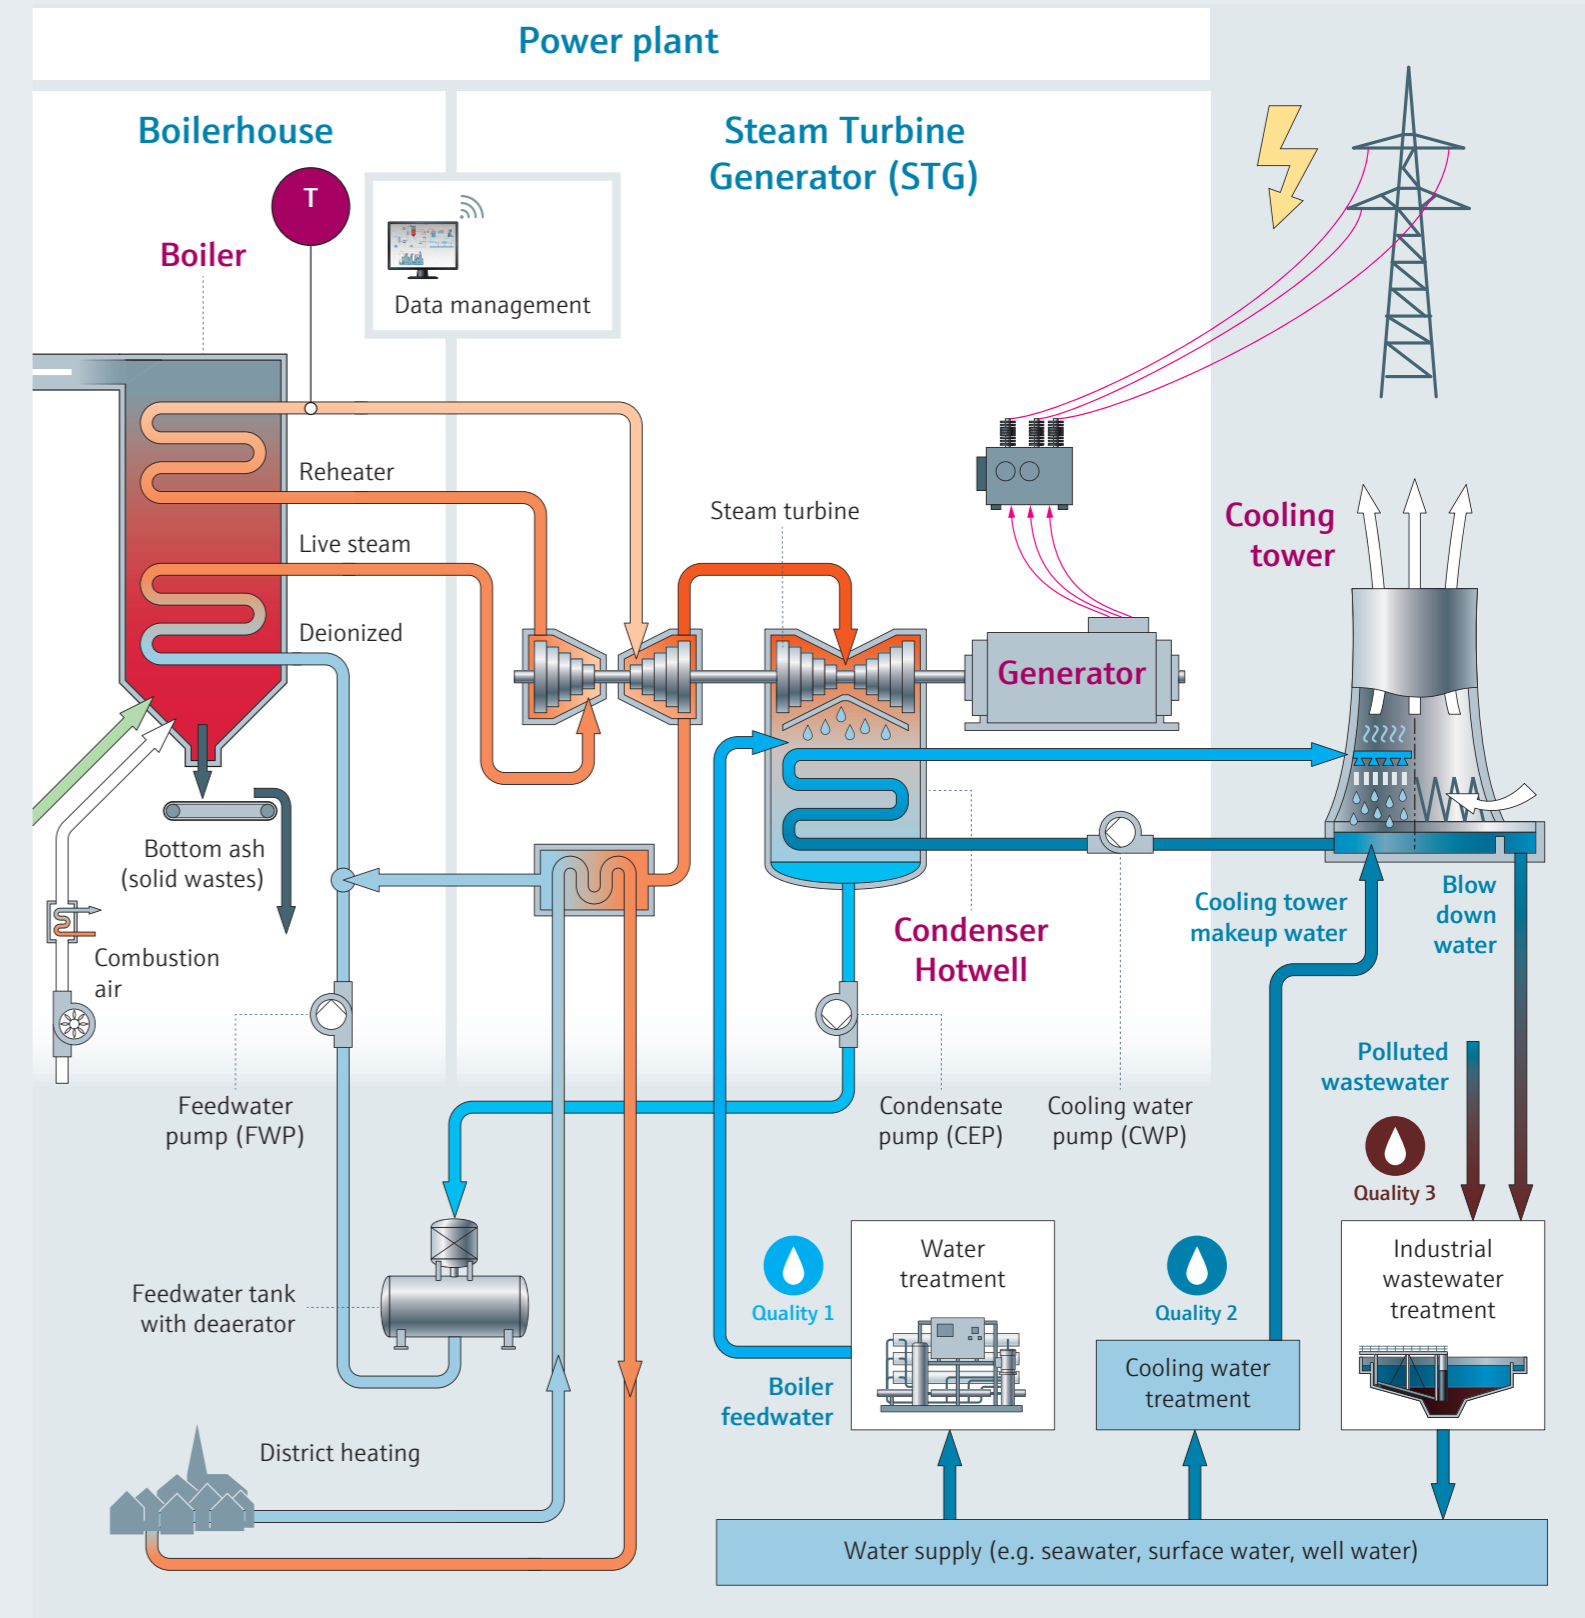 Power plant
Boilerhouse
Steam Turbine
Generator (STG)
T
Boiler
Data management
Reheater
Live steam
Deionized
Steam turbine
Generator
Cooling
tower
Bottom ash
(solid wastes)
Combustion
air
Condenser
Hotwell
Cooling tower
makeup water
Blow
down
water
Polluted
wastewater
Feedwater
pump (FWP)
Condensate
pump (CEP)
Cooling water
pump (CWP)
Quality 3
Feedwater tank
with deaerator
Quality 1
Water
treatment
Quality 2
Industrial
wastewater
treatment
Boiler
feedwater
Cooling water
treatment
District heating
Water supply (e.g. seawater, surface water, well water)